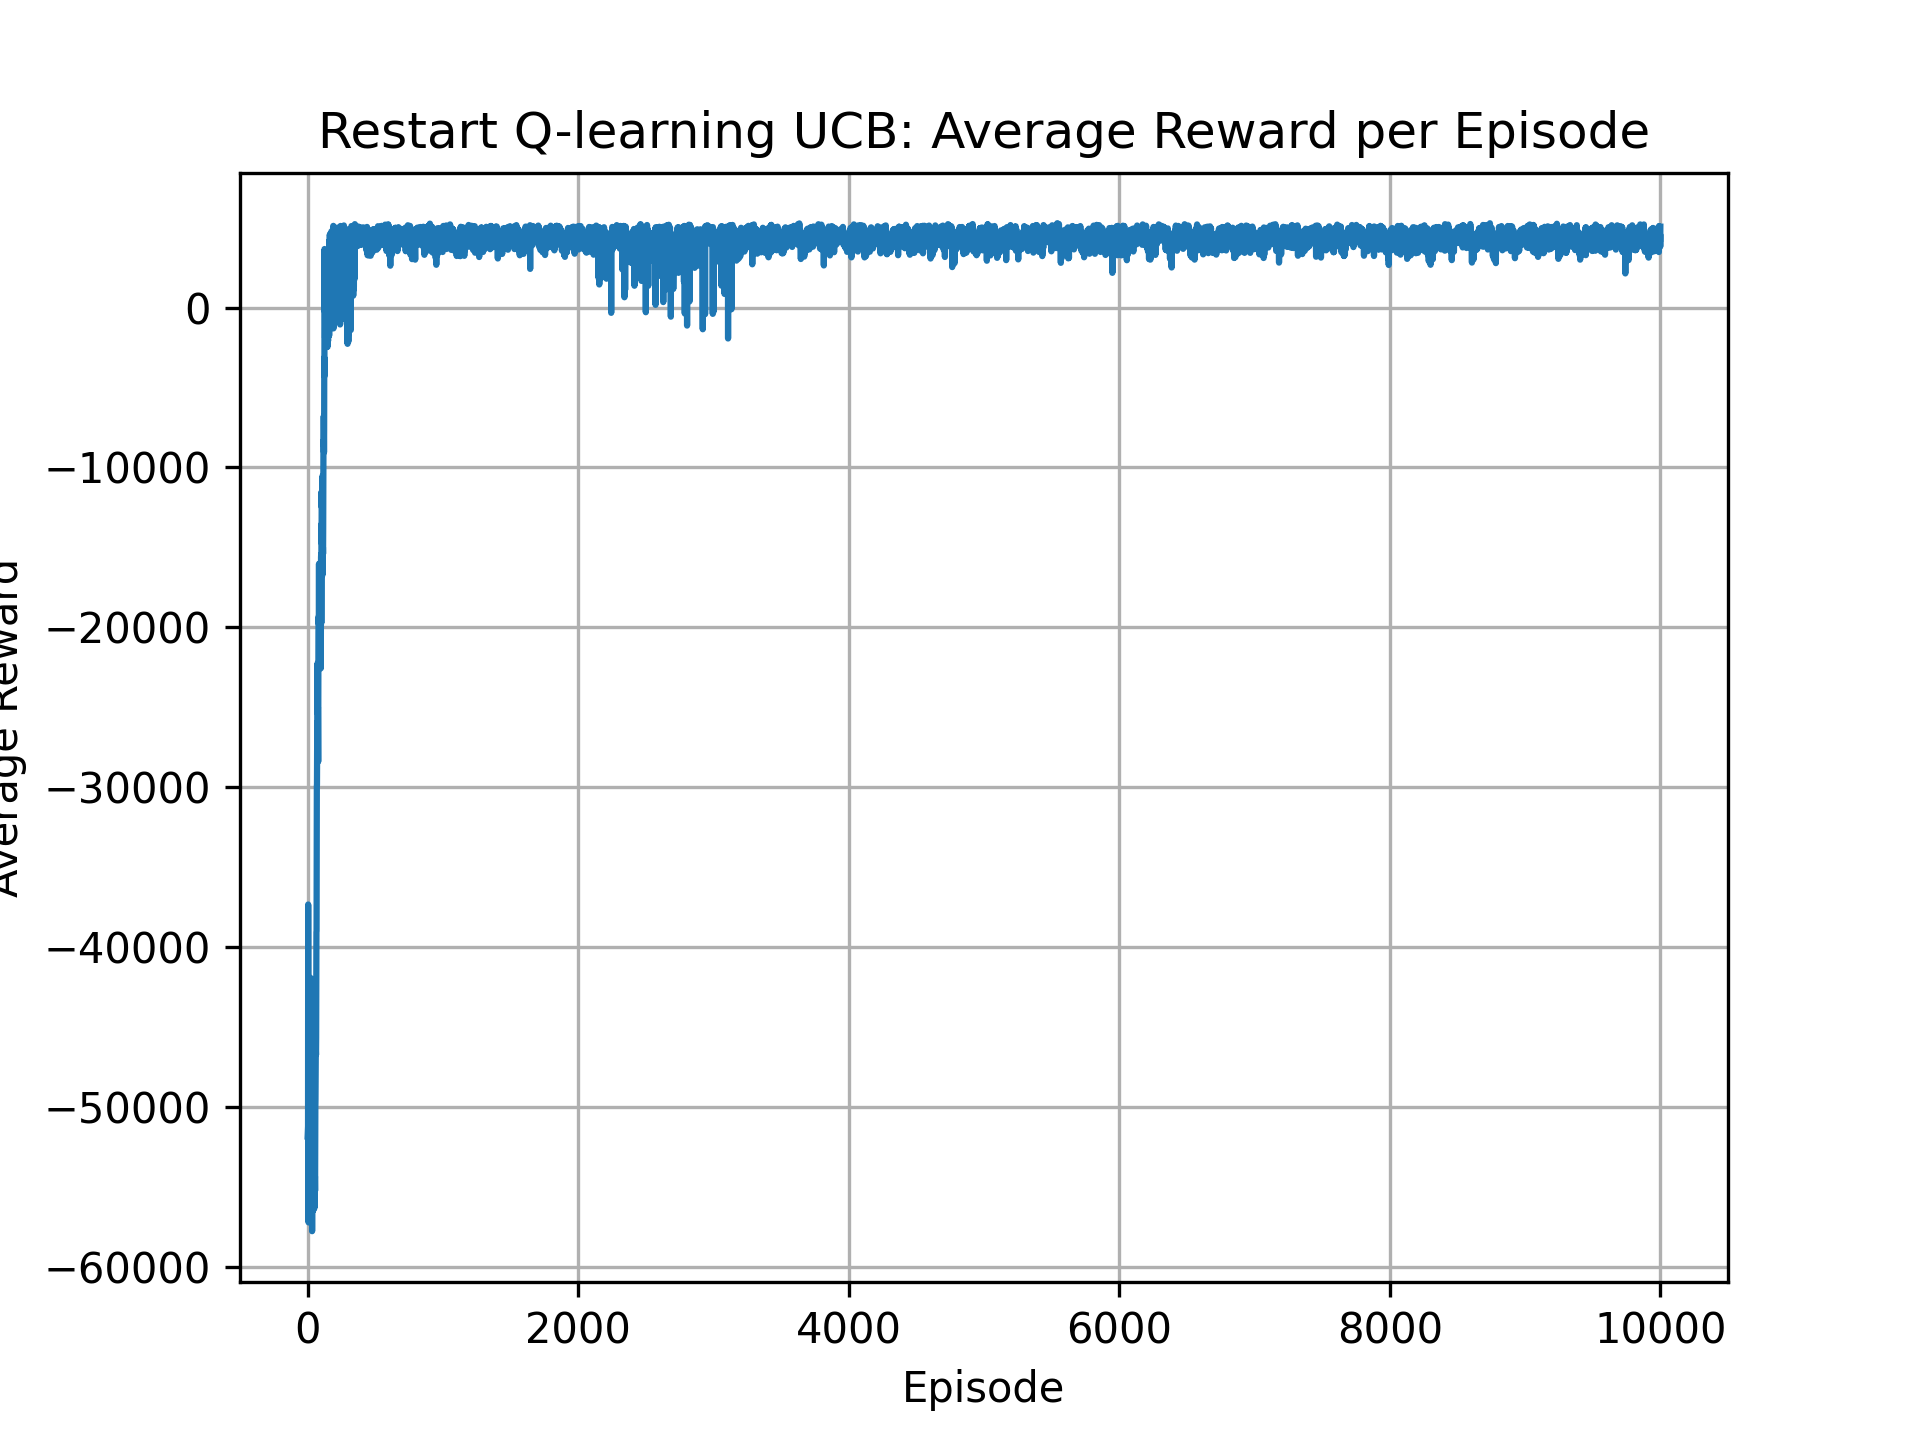 Restart Q-learning UCB: Average Reward per Episode
Average Reward
0
−10000
−20000
−30000
−40000
−50000
−60000
0 2000 4000 6000 8000 10000
Episode